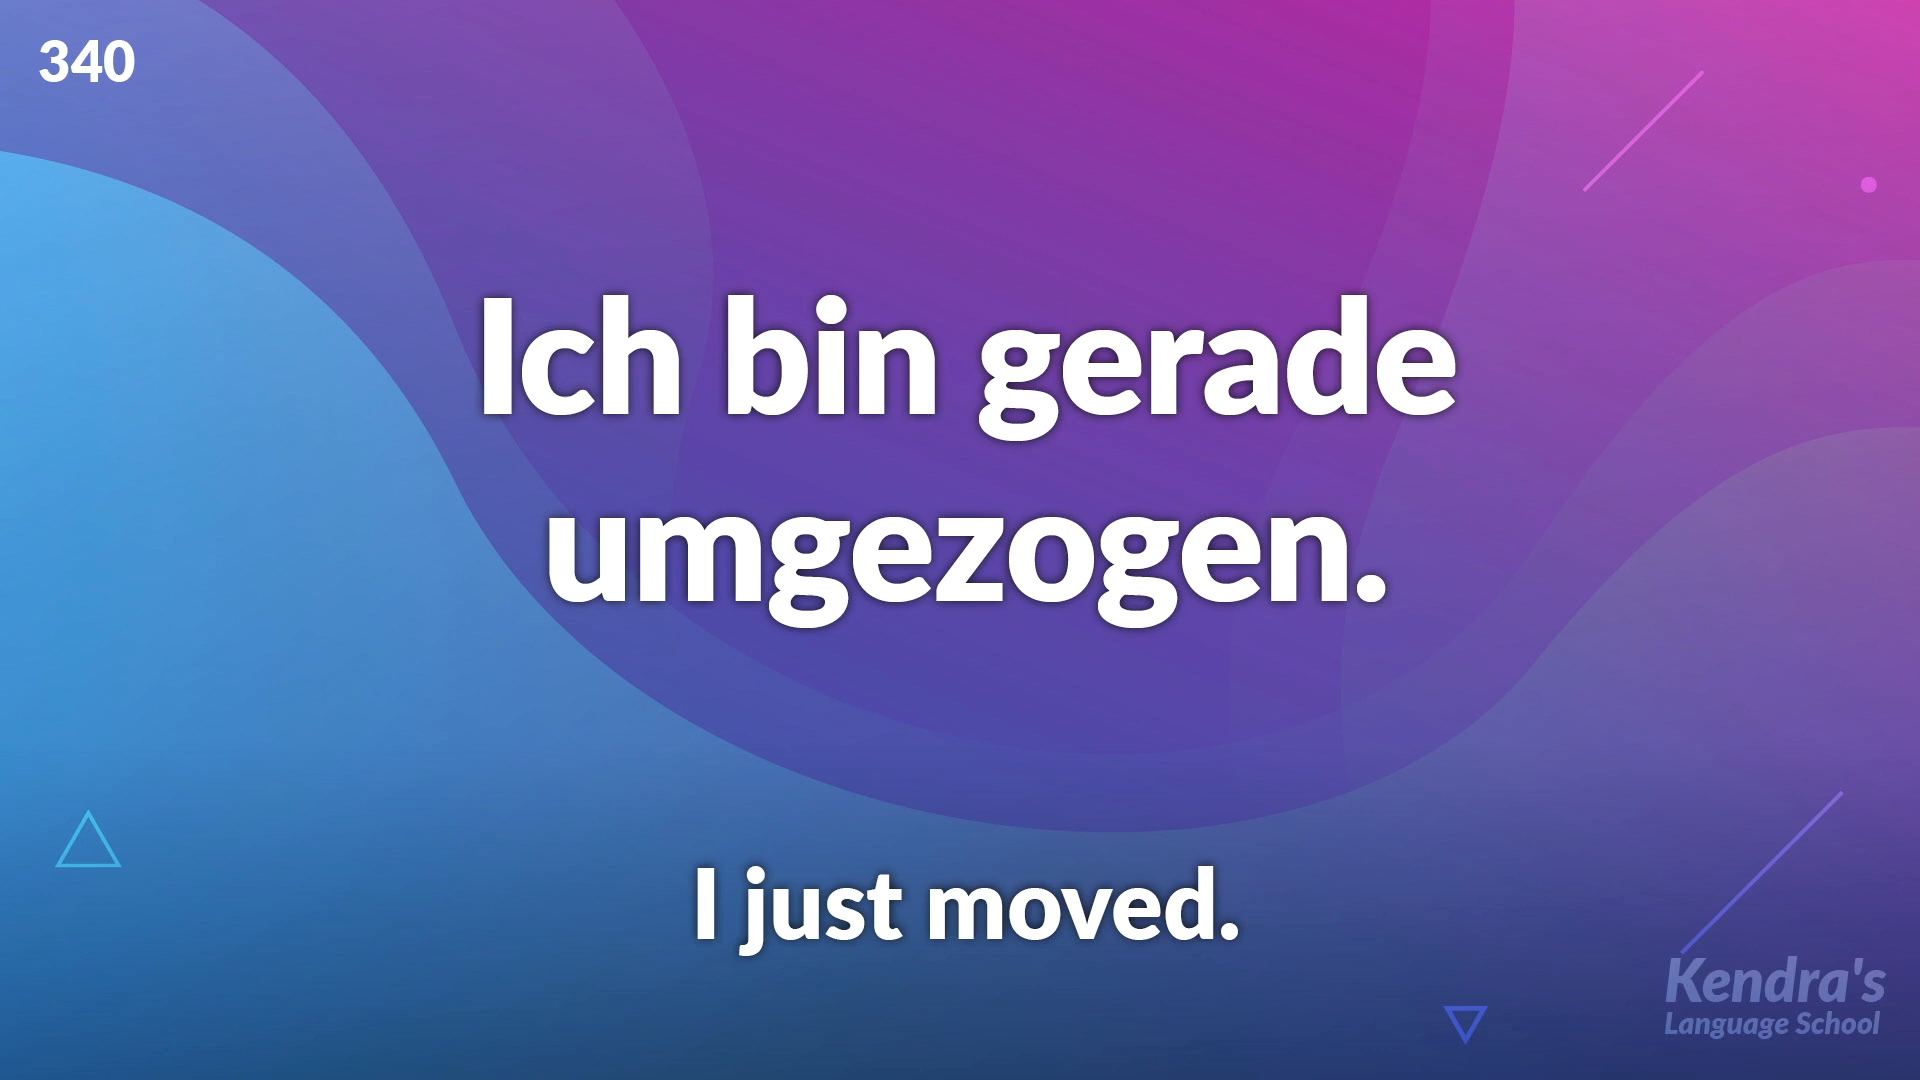 340
Ich bin gerade
umgezogen.
I just moved.
Kendra's
Language School